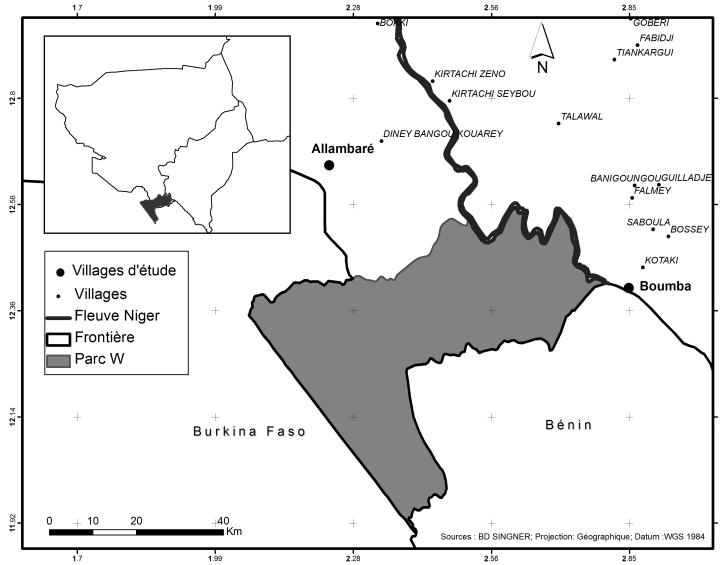 1.7 1.99 2.28 2.56 2.85
BOKKI
GOBERI
FABIDJI
TIANKARGUI
N
KIRTACHI ZENO
12.8
KIRTACHI SEYBOU
TALAWAL
DINEY BANGOU KOUAREY
Allambaré
BANIGOUNGOU
GUILLADJE
FALMEY
12.58
SABOULA
BOSSEY
KOTAKI
Boumba
Villages d'étude
Villages
Fleuve Niger
Frontière
Parc W
12.36
12.14
Burkina Faso
Bénin
0 10 20 40
Km
11.92
Sources : BD SINGNER; Projection: Géographique; Datum :WGS 1984
1.7 1.99 2.28 2.56 2.85